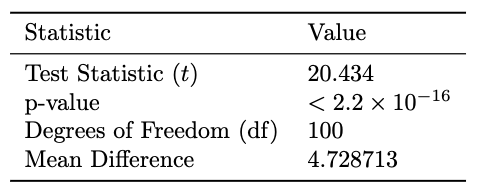 Statistic Value
Test Statistic (t) 20.434
p-value < 2.2 × 10⁻¹⁶
Degrees of Freedom (df) 100
Mean Difference 4.728713